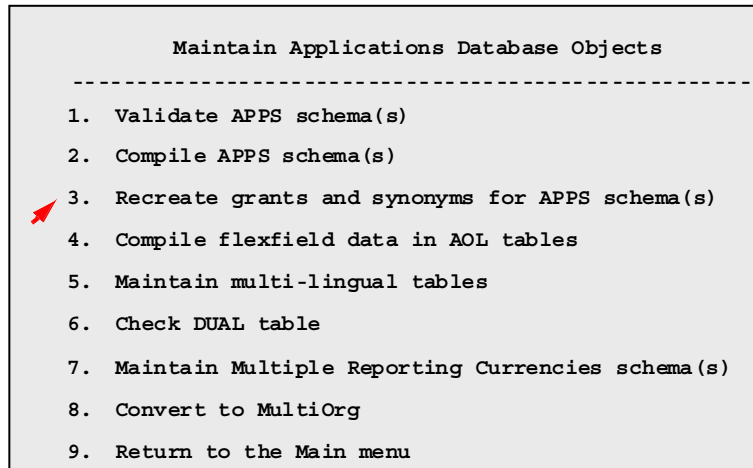 Maintain Applications Database Objects
----------------------------------------------------
1. Validate APPS schema(s)
2. Compile APPS schema(s)
3. Recreate grants and synonyms for APPS schema(s)
4. Compile flexfield data in AOL tables
5. Maintain multi-lingual tables
6. Check DUAL table
7. Maintain Multiple Reporting Currencies schema(s)
8. Convert to MultiOrg
9. Return to the Main menu